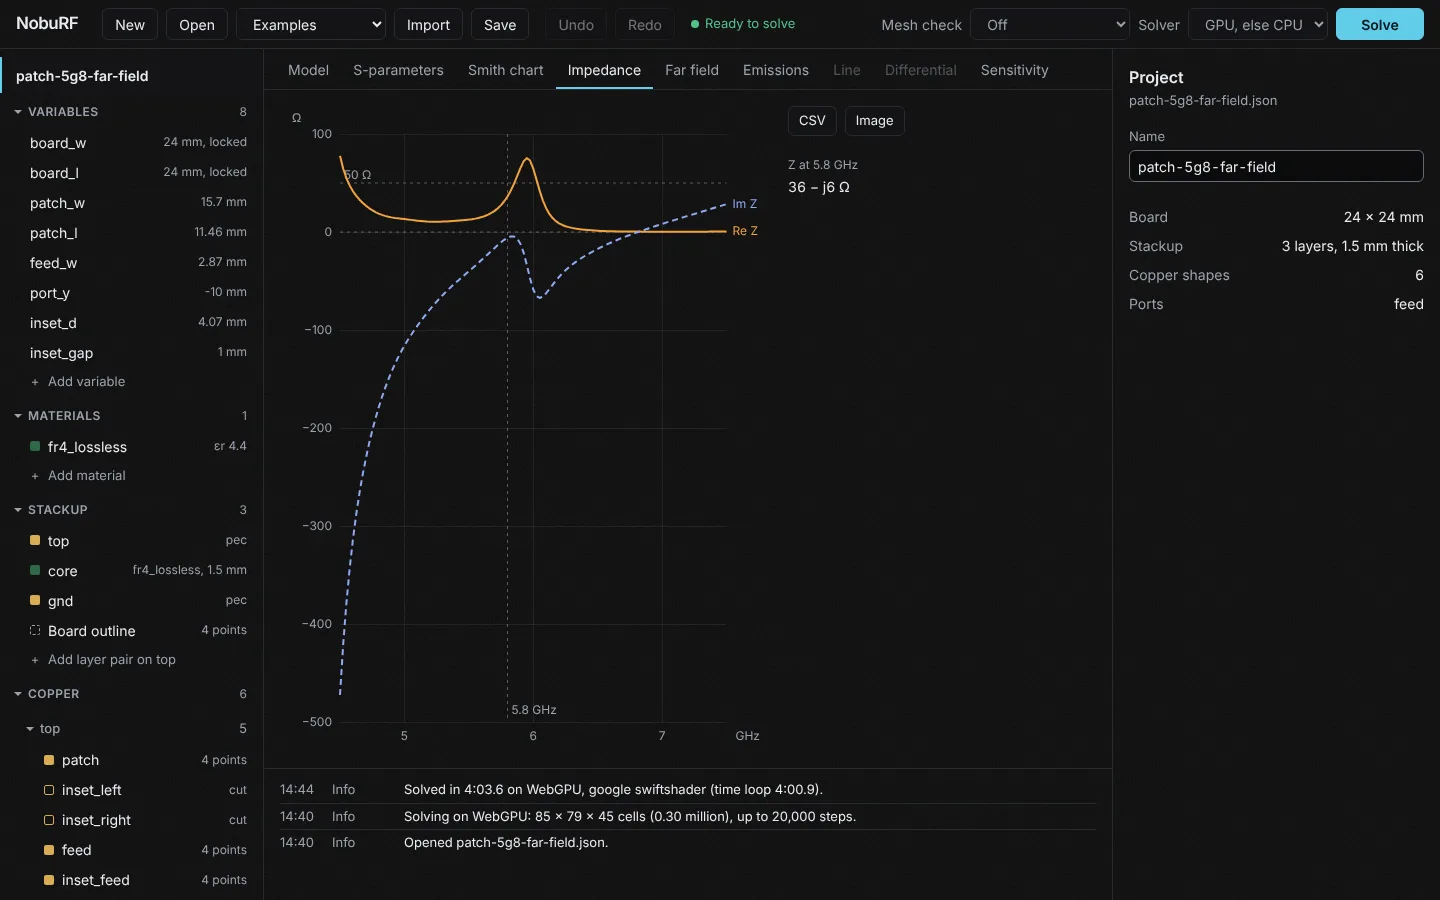 NobuRF New Open Examples Import Save Undo Redo Ready to solve Mesh check Off Solver GPU, else CPU Solve
patch-5g8-far-field
VARIABLES 8
board_w 24 mm, locked
board_l 24 mm, locked
patch_w 15.7 mm
patch_l 11.46 mm
feed_w 2.87 mm
port_y -10 mm
inset_d 4.07 mm
inset_gap 1 mm
+ Add variable
MATERIALS 1
fr4_lossless εr 4.4
+ Add material
STACKUP 3
top pec
core fr4_lossless, 1.5 mm
gnd pec
Board outline 4 points
+ Add layer pair on top
COPPER 6
top 5
patch 4 points
inset_left cut
inset_right cut
feed 4 points
inset_feed 4 points
Model S-parameters Smith chart Impedance Far field Emissions Line Differential Sensitivity
Ω
100
50 Ω
0
−100
−200
−300
−400
−500
Im Z
Re Z
5.8 GHz
5 6 7 GHz
CSV Image
Z at 5.8 GHz
36 − j6 Ω
14:44 Info Solved in 4:03.6 on WebGPU, google swiftshader (time loop 4:00.9).
14:40 Info Solving on WebGPU: 85 × 79 × 45 cells (0.30 million), up to 20,000 steps.
14:40 Info Opened patch-5g8-far-field.json.
Project
patch-5g8-far-field.json
Name
patch-5g8-far-field
Board 24 × 24 mm
Stackup 3 layers, 1.5 mm thick
Copper shapes 6
Ports feed